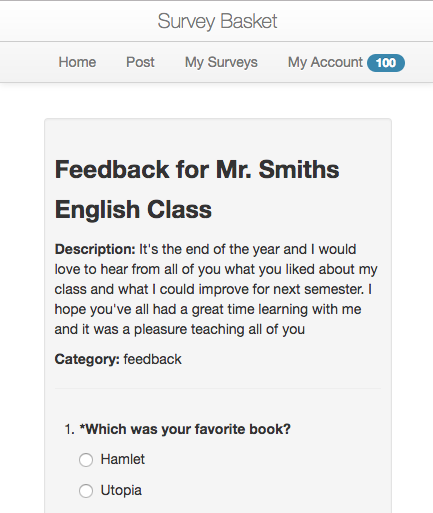 Survey Basket
Home Post My Surveys My Account 100
Feedback for Mr. Smiths
English Class
Description: It's the end of the year and I would
love to hear from all of you what you liked about my
class and what I could improve for next semester. I
hope you've all had a great time learning with me
and it was a pleasure teaching all of you
Category: feedback
1. *Which was your favorite book?
Hamlet
Utopia